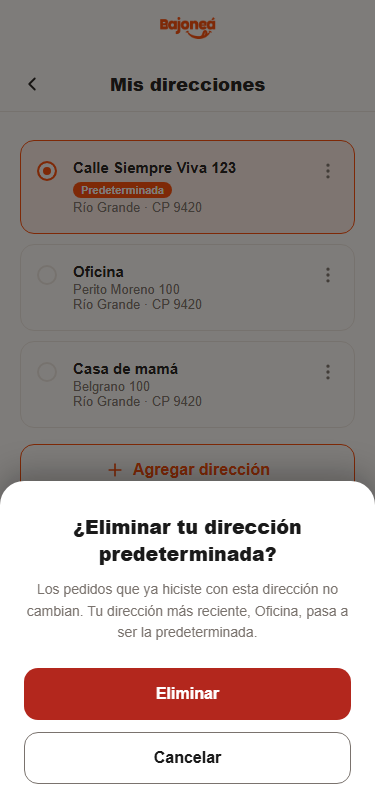 Bajoneá
Mis direcciones
Calle Siempre Viva 123
Predeterminada
Río Grande · CP 9420
Oficina
Perito Moreno 100
Río Grande · CP 9420
Casa de mamá
Belgrano 100
Río Grande · CP 9420
+ Agregar dirección
¿Eliminar tu dirección
predeterminada?
Los pedidos que ya hiciste con esta dirección no
cambian. Tu dirección más reciente, Oficina, pasa a
ser la predeterminada.
Eliminar
Cancelar